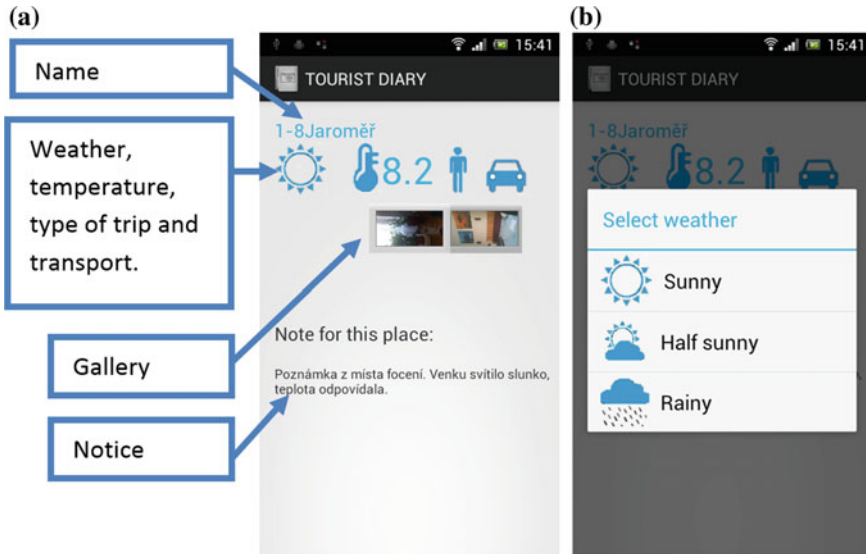 (a)
Name
Weather,
temperature,
type of trip and
transport.
Gallery
Notice
15:41
TOURIST DIARY
1-8Jaroměř
8.2
Note for this place:
Poznámka z místa focení. Venku svítilo slunko,
teplota odpovídala.
(b)
15:41
TOURIST DIARY
1-8Jaroměř
8.2
Select weather
Sunny
Half sunny
Rainy